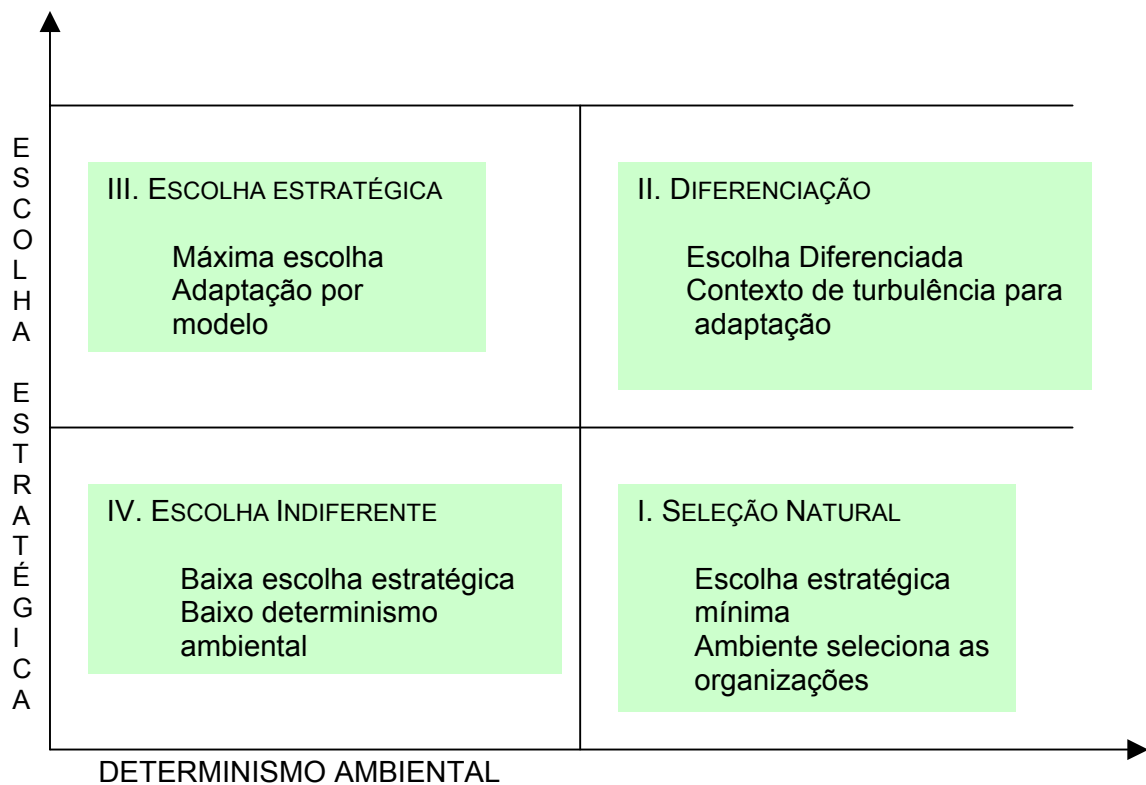 ESCOLHA ESTRATÉGICA
III. ESCOLHA ESTRATÉGICA
Máxima escolha
Adaptação por
modelo
II. DIFERENCIAÇÃO
Escolha Diferenciada
Contexto de turbulência para
adaptação
IV. ESCOLHA INDIFERENTE
Baixa escolha estratégica
Baixo determinismo
ambiental
I. SELEÇÃO NATURAL
Escolha estratégica
mínima
Ambiente seleciona as
organizações
DETERMINISMO AMBIENTAL